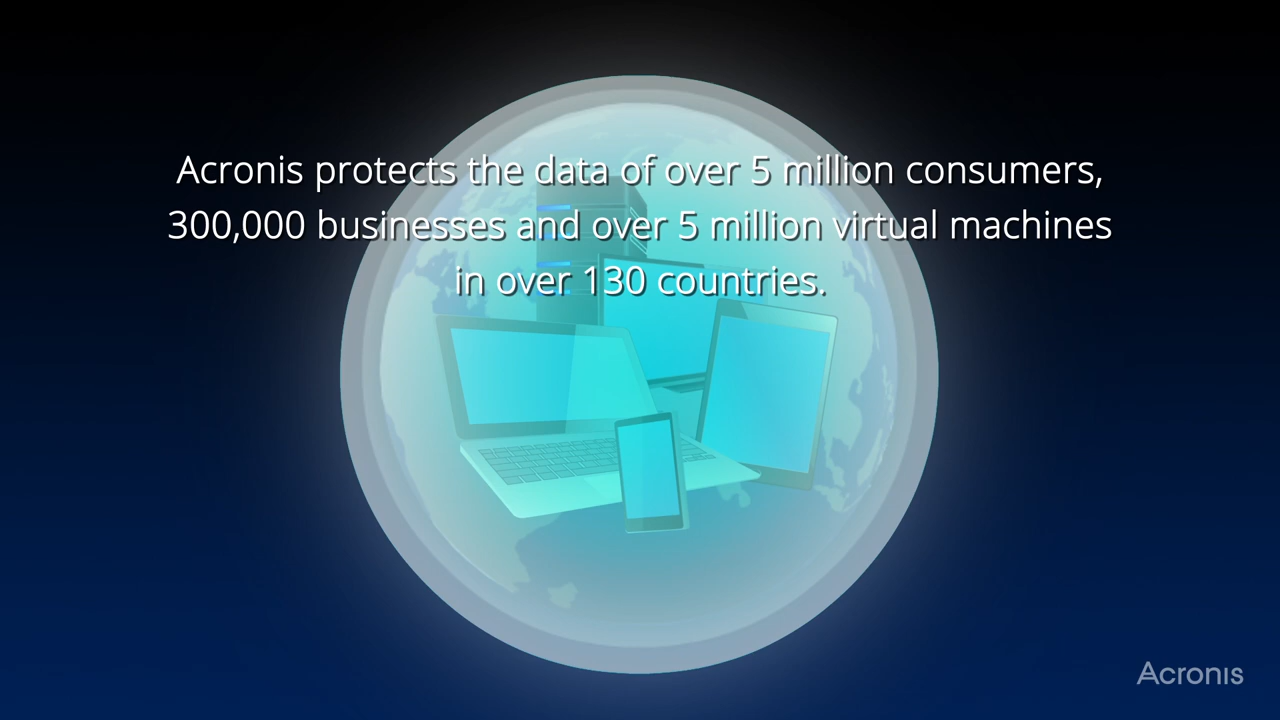 Acronis protects the data of over 5 million consumers,
300,000 businesses and over 5 million virtual machines
in over 130 countries.
Acronis